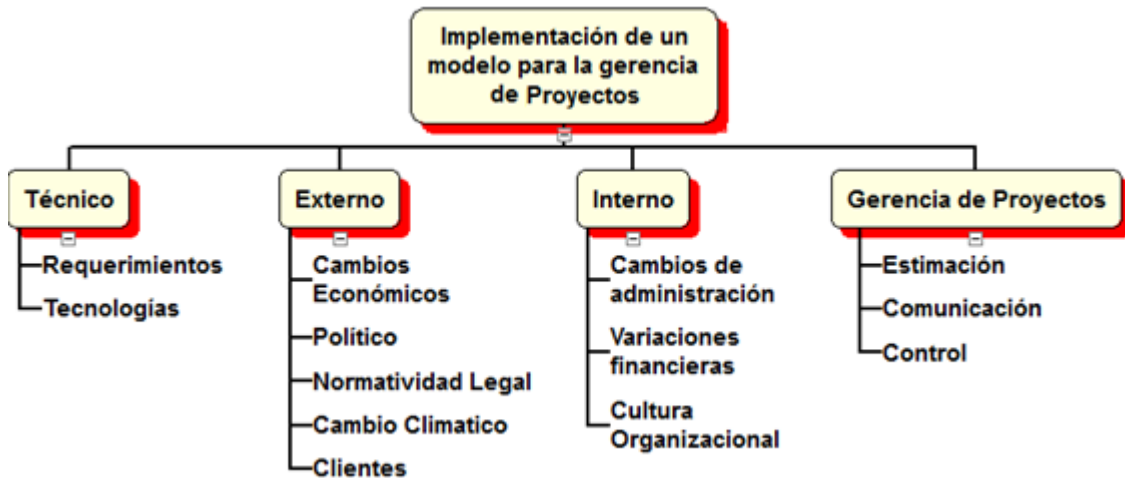 Implementación de un
modelo para la gerencia
de Proyectos
Técnico
Requerimientos
Tecnologías
Externo
Cambios
Económicos
Político
Normatividad Legal
Cambio Climatico
Clientes
Interno
Cambios de
administración
Variaciones
financieras
Cultura
Organizacional
Gerencia de Proyectos
Estimación
Comunicación
Control